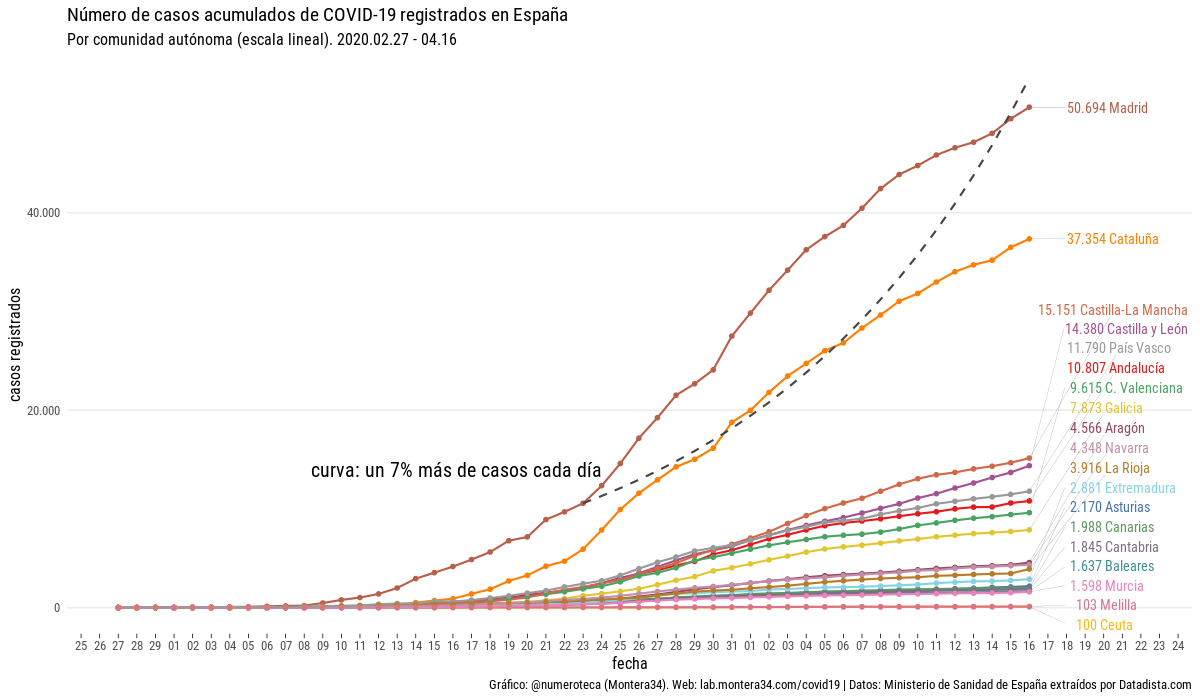 Número de casos acumulados de COVID-19 registrados en España
Por comunidad autónoma (escala lineal). 2020.02.27 - 04.16
50.694 Madrid
40.000
37.354 Cataluña
casos registrados
15.151 Castilla-La Mancha
14.380 Castilla y León
11.790 País Vasco
10.807 Andalucía
9.615 C. Valenciana
20.000
7.873 Galicia
4.566 Aragón
4.348 Navarra
curva: un 7% más de casos cada día
3.916 La Rioja
2.881 Extremadura
2.170 Asturias
1.988 Canarias
1.845 Cantabria
1.637 Baleares
1.598 Murcia
103 Melilla
0
100 Ceuta
25 26 27 28 29 01 02 03 04 05 06 07 08 09 10 11 12 13 14 15 16 17 18 19 20 21 22 23 24 25 26 27 28 29 30 31 01 02 03 04 05 06 07 08 09 10 11 12 13 14 15 16 17 18 19 20 21 22 23 24
fecha
Gráfico: @numeroteca (Montera34). Web: lab.montera34.com/covid19 | Datos: Ministerio de Sanidad de España extraídos por Datadista.com